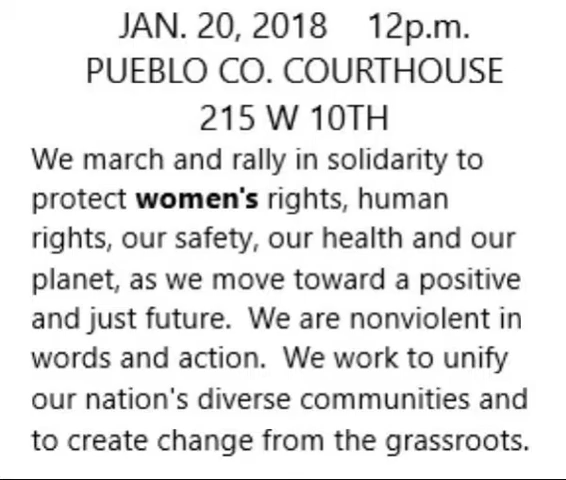 JAN. 20, 2018 12p.m.
PUEBLO CO. COURTHOUSE
215 W 10TH
We march and rally in solidarity to
protect women's rights, human
rights, our safety, our health and our
planet, as we move toward a positive
and just future. We are nonviolent in
words and action. We work to unify
our nation's diverse communities and
to create change from the grassroots.